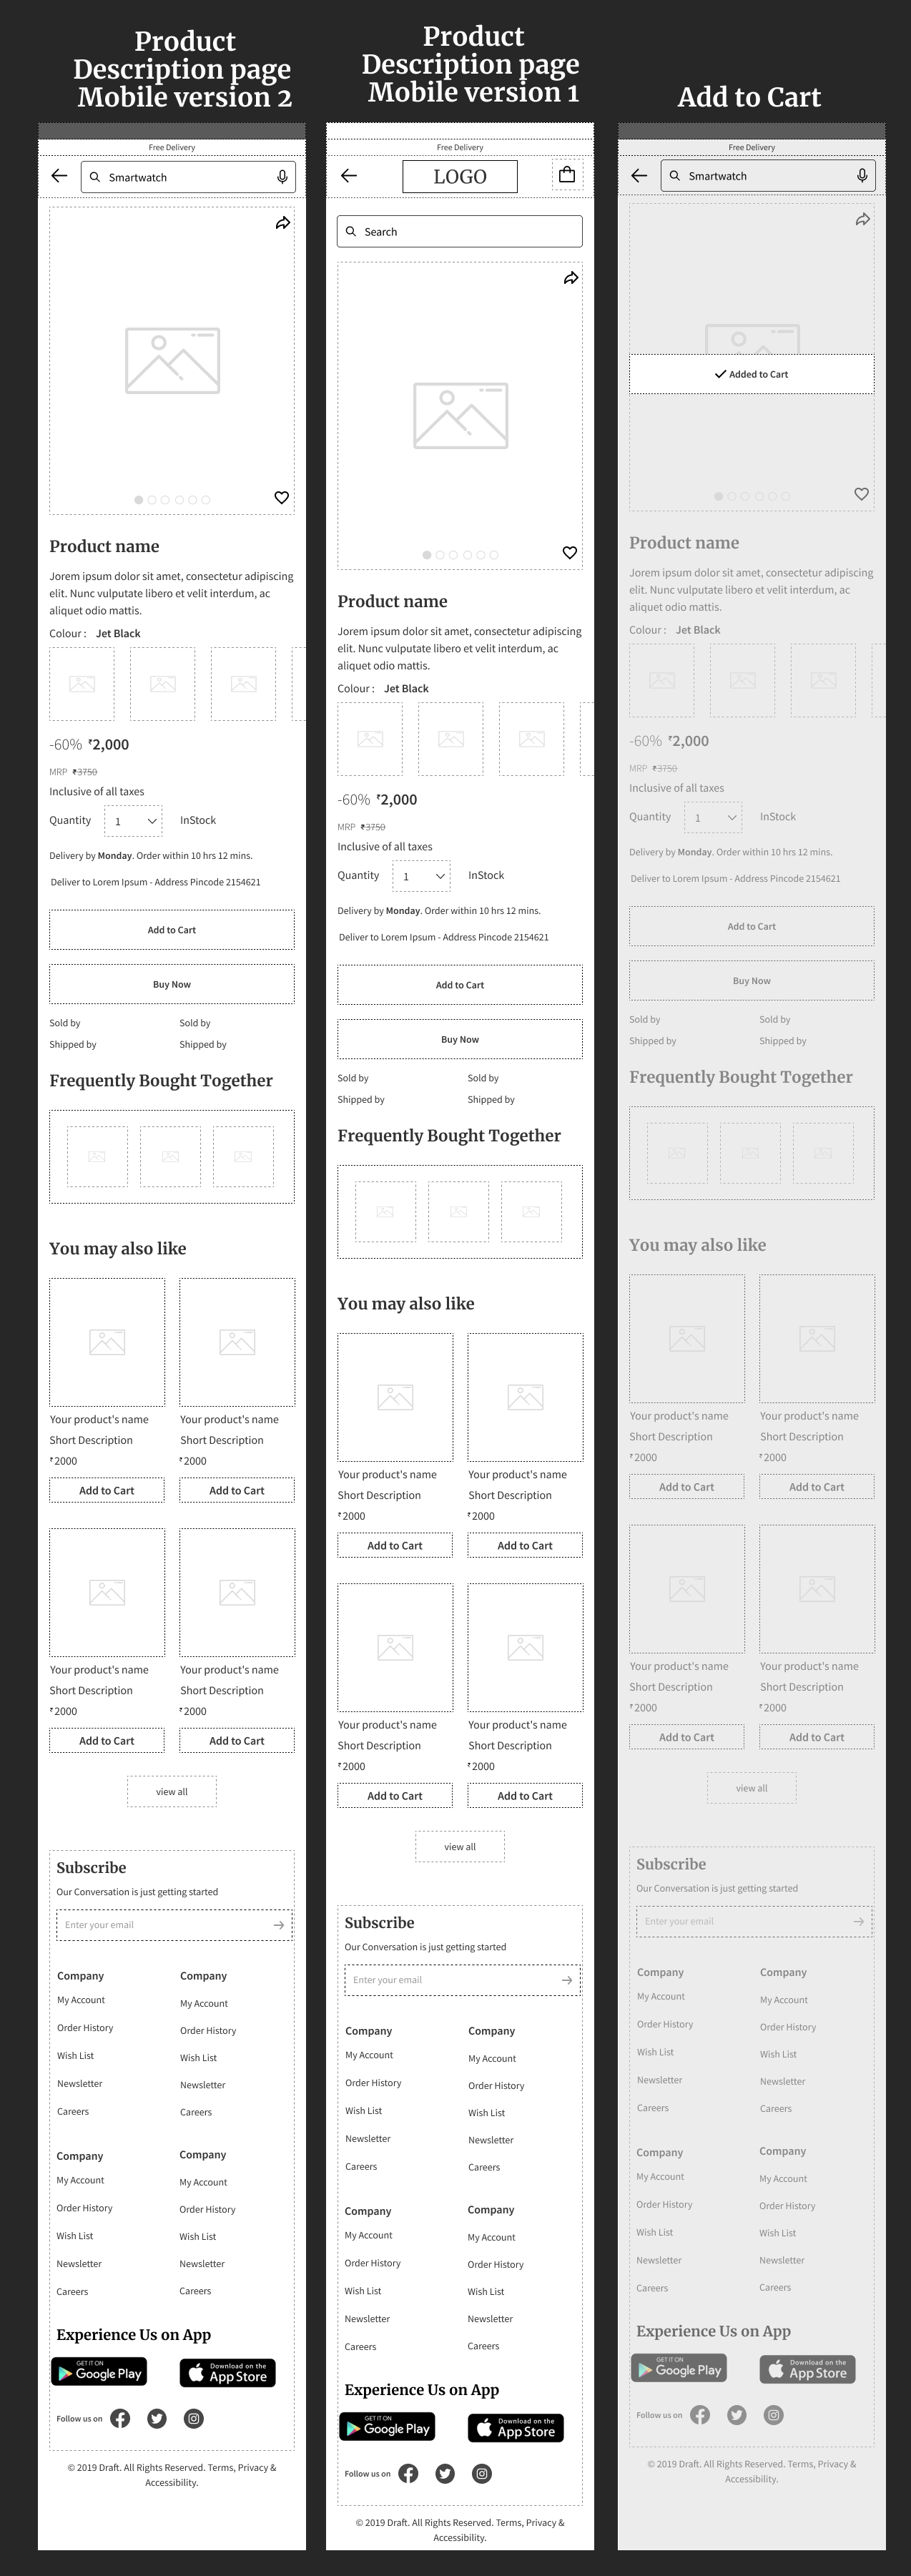 Product
Description page
Mobile version 2
Free Delivery
Smartwatch
Product name
Jorem ipsum dolor sit amet, consectetur adipiscing
elit. Nunc vulputate libero et velit interdum, ac
aliquet odio mattis.
Colour : Jet Black
-60% ₹2,000
MRP ₹3750
Inclusive of all taxes
Quantity 1 InStock
Delivery by Monday. Order within 10 hrs 12 mins.
Deliver to Lorem Ipsum - Address Pincode 2154621
Add to Cart
Buy Now
Sold by Sold by
Shipped by Shipped by
Frequently Bought Together
You may also like
Your product's name Your product's name
Short Description Short Description
₹2000 ₹2000
Add to Cart Add to Cart
Your product's name Your product's name
Short Description Short Description
₹2000 ₹2000
Add to Cart Add to Cart
view all
Subscribe
Our Conversation is just getting started
Enter your email
Company Company
My Account My Account
Order History Order History
Wish List Wish List
Newsletter Newsletter
Careers Careers
Company Company
My Account My Account
Order History Order History
Wish List Wish List
Newsletter Newsletter
Careers Careers
Experience Us on App
GET IT ON
Google Play
Download on the
App Store
Follow us on
© 2019 Draft. All Rights Reserved. Terms, Privacy &
Accessibility.
Product
Description page
Mobile version 1
Free Delivery
LOGO
Search
Product name
Jorem ipsum dolor sit amet, consectetur adipiscing
elit. Nunc vulputate libero et velit interdum, ac
aliquet odio mattis.
Colour : Jet Black
-60% ₹2,000
MRP ₹3750
Inclusive of all taxes
Quantity 1 InStock
Delivery by Monday. Order within 10 hrs 12 mins.
Deliver to Lorem Ipsum - Address Pincode 2154621
Add to Cart
Buy Now
Sold by Sold by
Shipped by Shipped by
Frequently Bought Together
You may also like
Your product's name Your product's name
Short Description Short Description
₹2000 ₹2000
Add to Cart Add to Cart
Your product's name Your product's name
Short Description Short Description
₹2000 ₹2000
Add to Cart Add to Cart
view all
Subscribe
Our Conversation is just getting started
Enter your email
Company Company
My Account My Account
Order History Order History
Wish List Wish List
Newsletter Newsletter
Careers Careers
Company Company
My Account My Account
Order History Order History
Wish List Wish List
Newsletter Newsletter
Careers Careers
Experience Us on App
GET IT ON
Google Play
Download on the
App Store
Follow us on
© 2019 Draft. All Rights Reserved. Terms, Privacy &
Accessibility.
Add to Cart
Free Delivery
Smartwatch
Added to Cart
Product name
Jorem ipsum dolor sit amet, consectetur adipiscing
elit. Nunc vulputate libero et velit interdum, ac
aliquet odio mattis.
Colour : Jet Black
-60% ₹2,000
MRP ₹3750
Inclusive of all taxes
Quantity 1 InStock
Delivery by Monday. Order within 10 hrs 12 mins.
Deliver to Lorem Ipsum - Address Pincode 2154621
Add to Cart
Buy Now
Sold by Sold by
Shipped by Shipped by
Frequently Bought Together
You may also like
Your product's name Your product's name
Short Description Short Description
₹2000 ₹2000
Add to Cart Add to Cart
Your product's name Your product's name
Short Description Short Description
₹2000 ₹2000
Add to Cart Add to Cart
view all
Subscribe
Our Conversation is just getting started
Enter your email
Company Company
My Account My Account
Order History Order History
Wish List Wish List
Newsletter Newsletter
Careers Careers
Company Company
My Account My Account
Order History Order History
Wish List Wish List
Newsletter Newsletter
Careers Careers
Experience Us on App
GET IT ON
Google Play
Download on the
App Store
Follow us on
© 2019 Draft. All Rights Reserved. Terms, Privacy &
Accessibility.